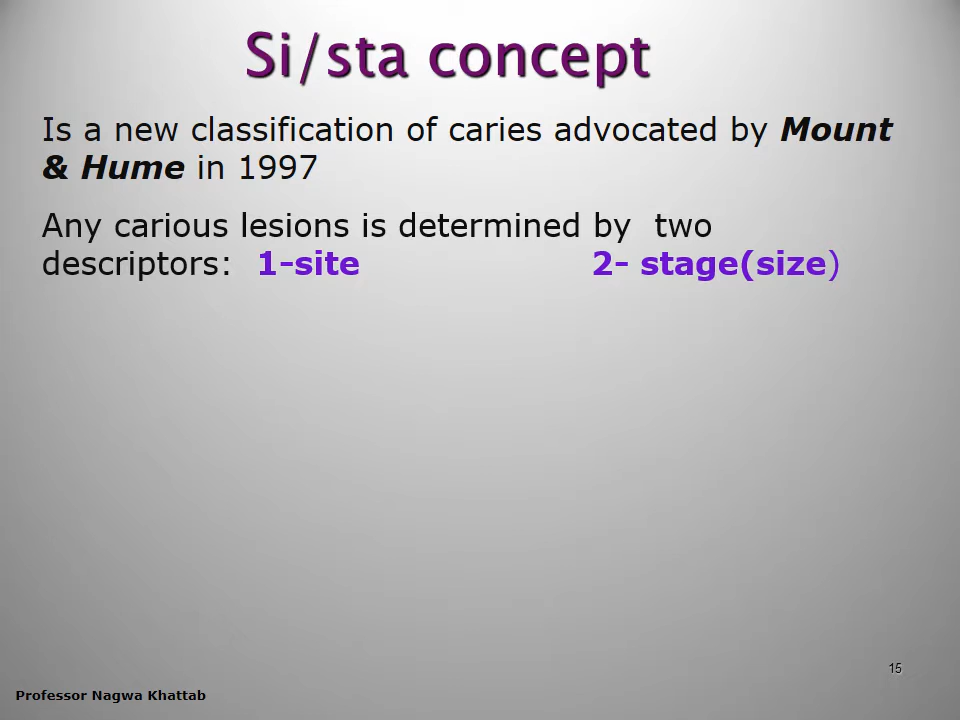 Si/sta concept
Is a new classification of caries advocated by Mount
& Hume in 1997
Any carious lesions is determined by  two
descriptors:  1-site 2- stage(size)
15
Professor Nagwa Khattab